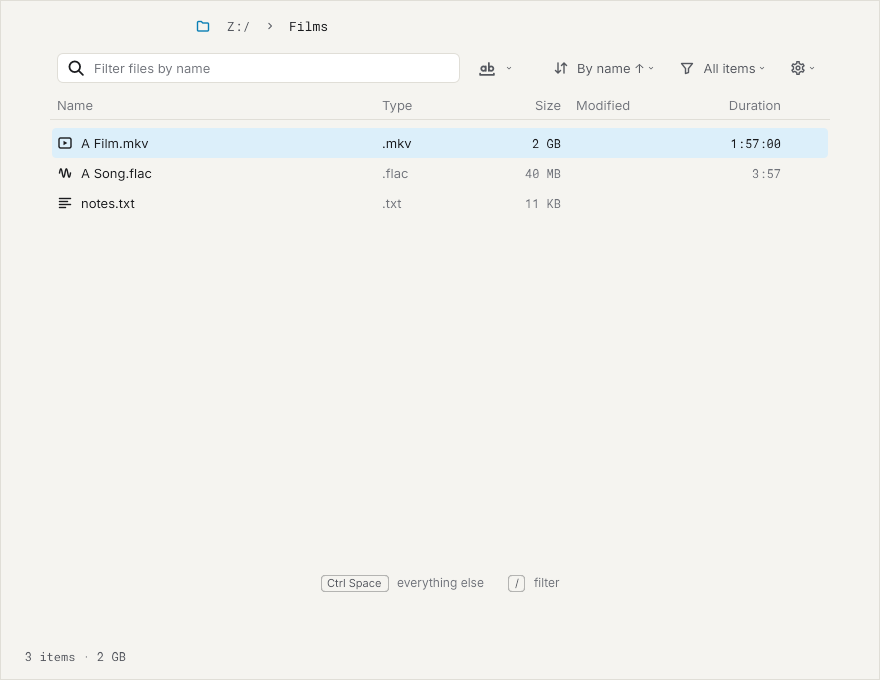 Z:/ › Films
Filter files by name ab By name ↑ All items
Name Type Size Modified Duration
A Film.mkv .mkv 2 GB 1:57:00
A Song.flac .flac 40 MB 3:57
notes.txt .txt 11 KB
Ctrl Space everything else / filter
3 items · 2 GB